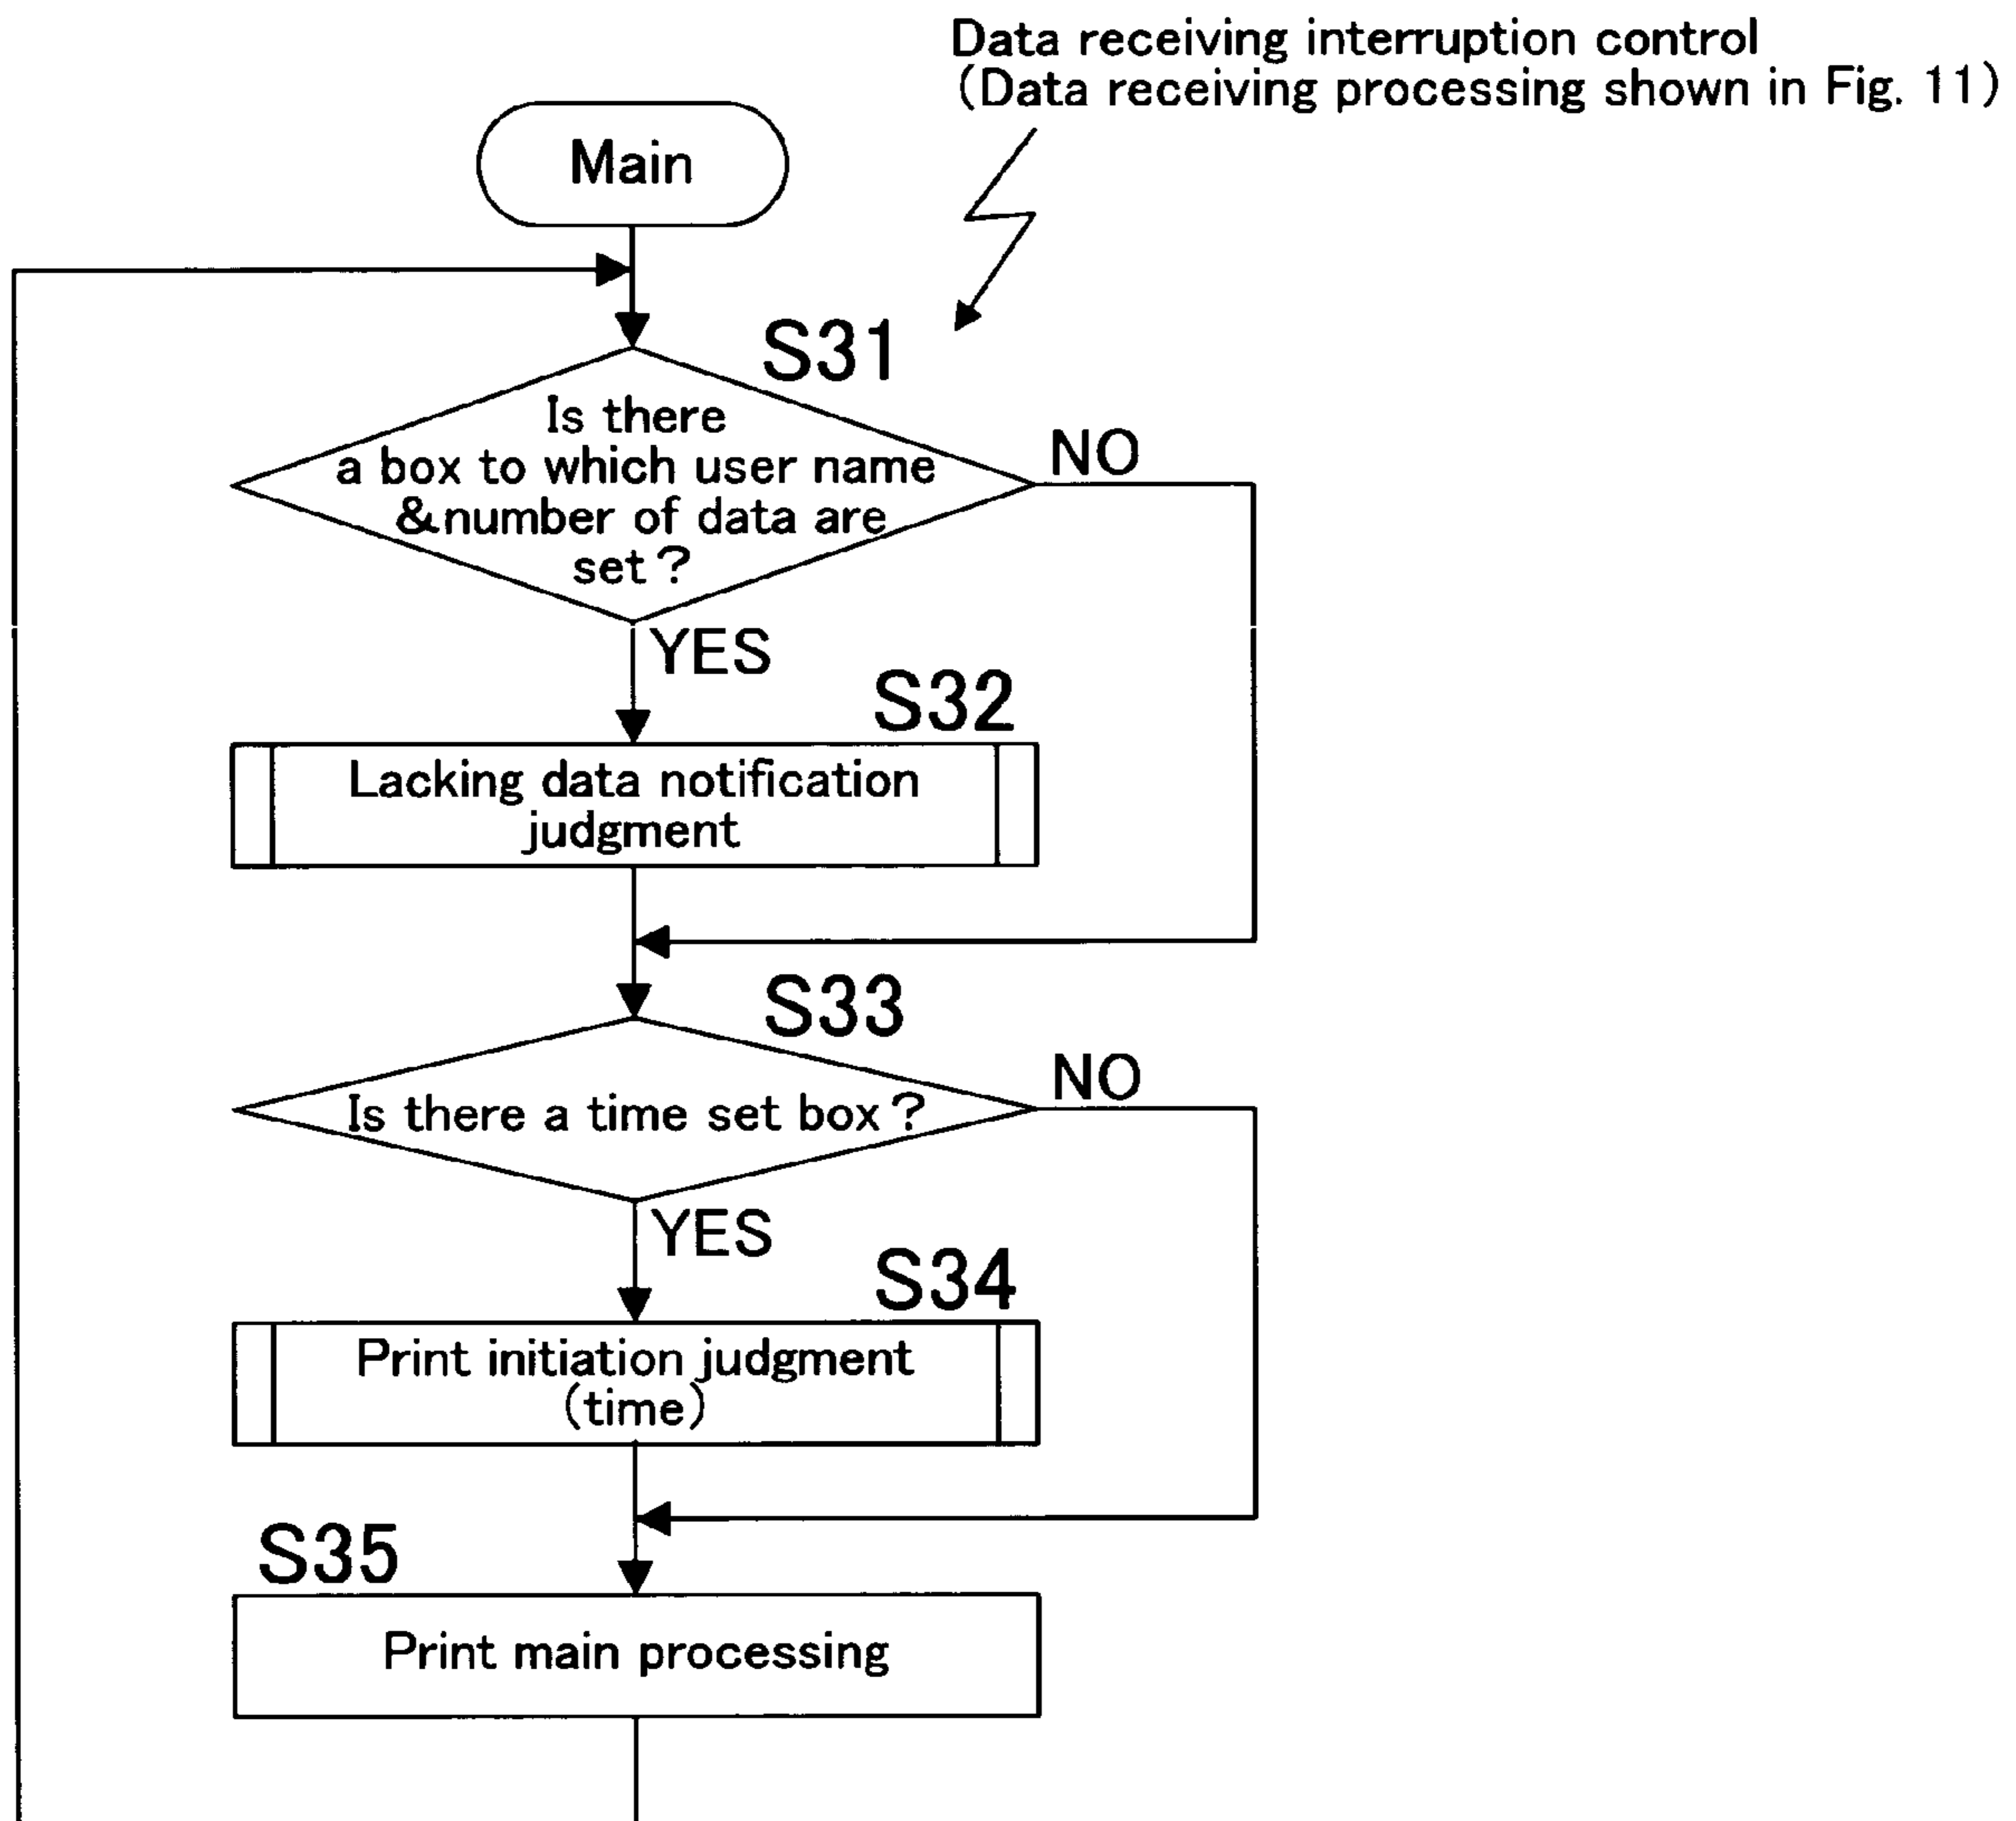 Data receiving interruption control
(Data receiving processing shown in Fig. 11)
Main
S31
Is there
a box to which user name
&number of data are
set?
NO
YES
S32
Lacking data notification
judgment
S33
Is there a time set box?
NO
YES
S34
Print initiation judgment
(time)
S35
Print main processing